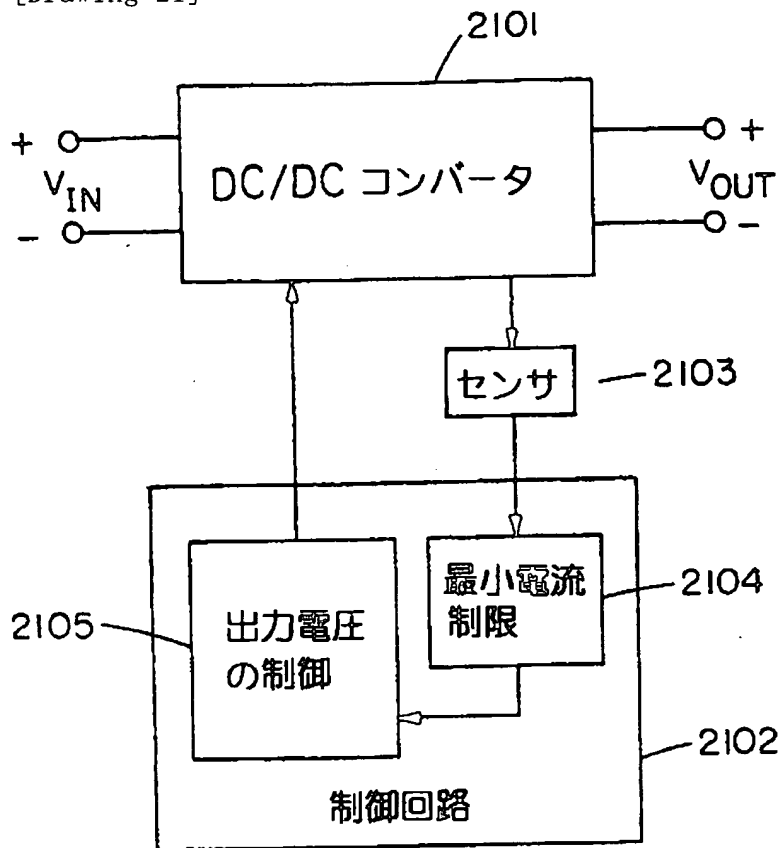 [Drawing 21]
2101
+
+
DC/DC コンバータ
V_IN
V_OUT
-
-
センサ
2103
最小電流
制限
2104
2105
出力電圧
の制御
2102
制御回路